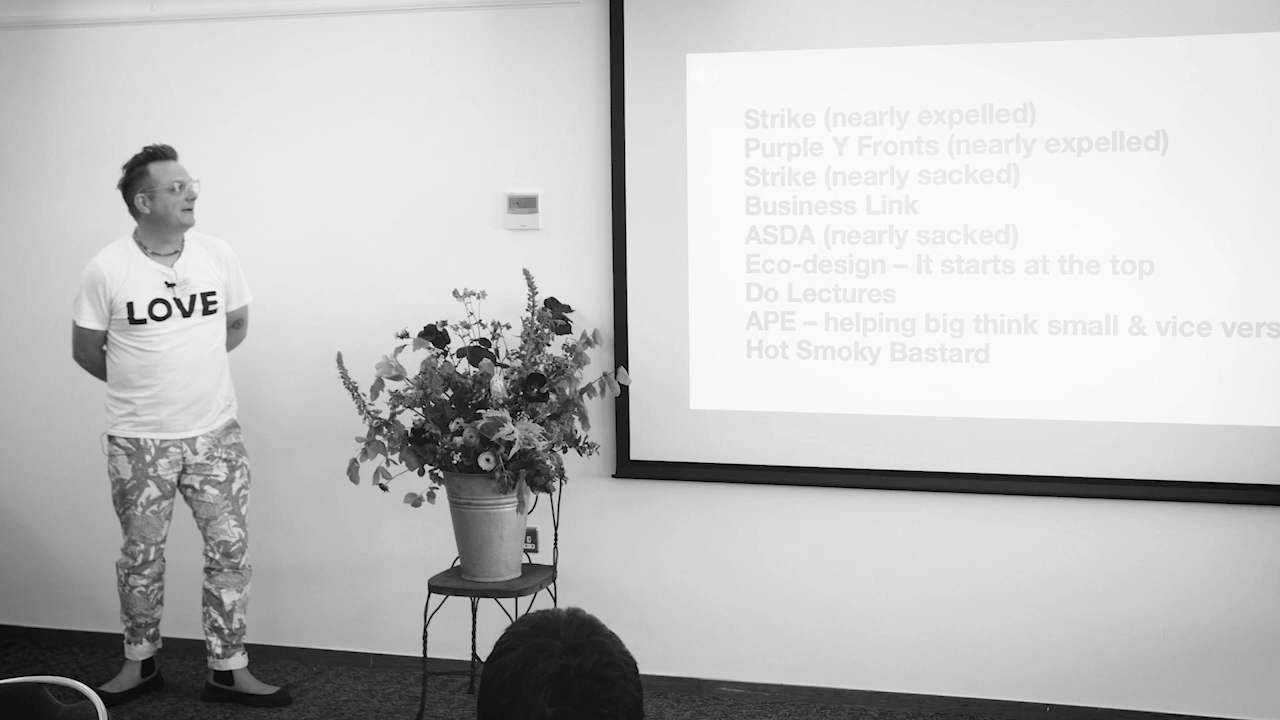 LOVE
Strike (nearly expelled)
Purple Y Fronts (nearly expelled)
Strike (nearly sacked)
Business Link
ASDA (nearly sacked)
Eco-design – It starts at the top
Do Lectures
APE – helping big think small & vice vers
Hot Smoky Bastard